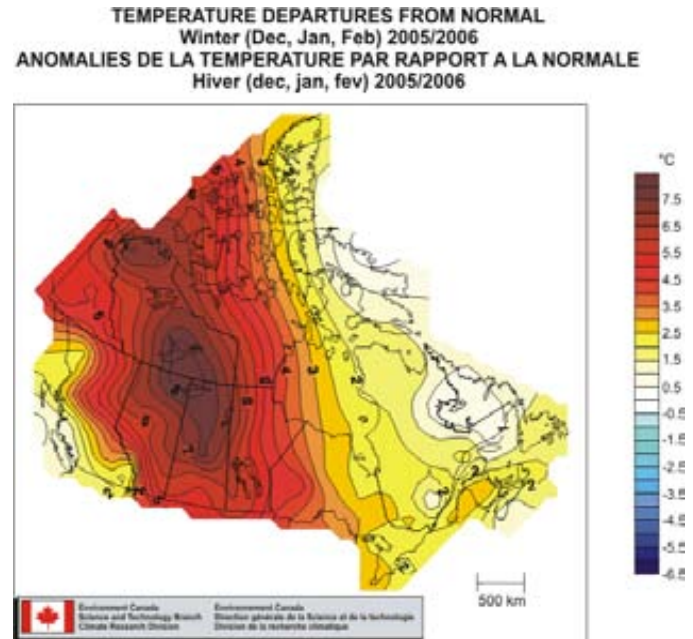 TEMPERATURE DEPARTURES FROM NORMAL
Winter (Dec, Jan, Feb) 2005/2006
ANOMALIES DE LA TEMPERATURE PAR RAPPORT A LA NORMALE
Hiver (dec, jan, fev) 2005/2006
°C
7.5
6.5
5.5
4.5
3.5
2.5
1.5
0.5
-0.5
-1.5
-2.5
-3.5
-4.5
-5.5
-6.5
500 km
Environment Canada
Science and Technology Branch
Climate Research Division
Environnement Canada
Direction générale de la Science et de la technologie
Division de la recherche climatique